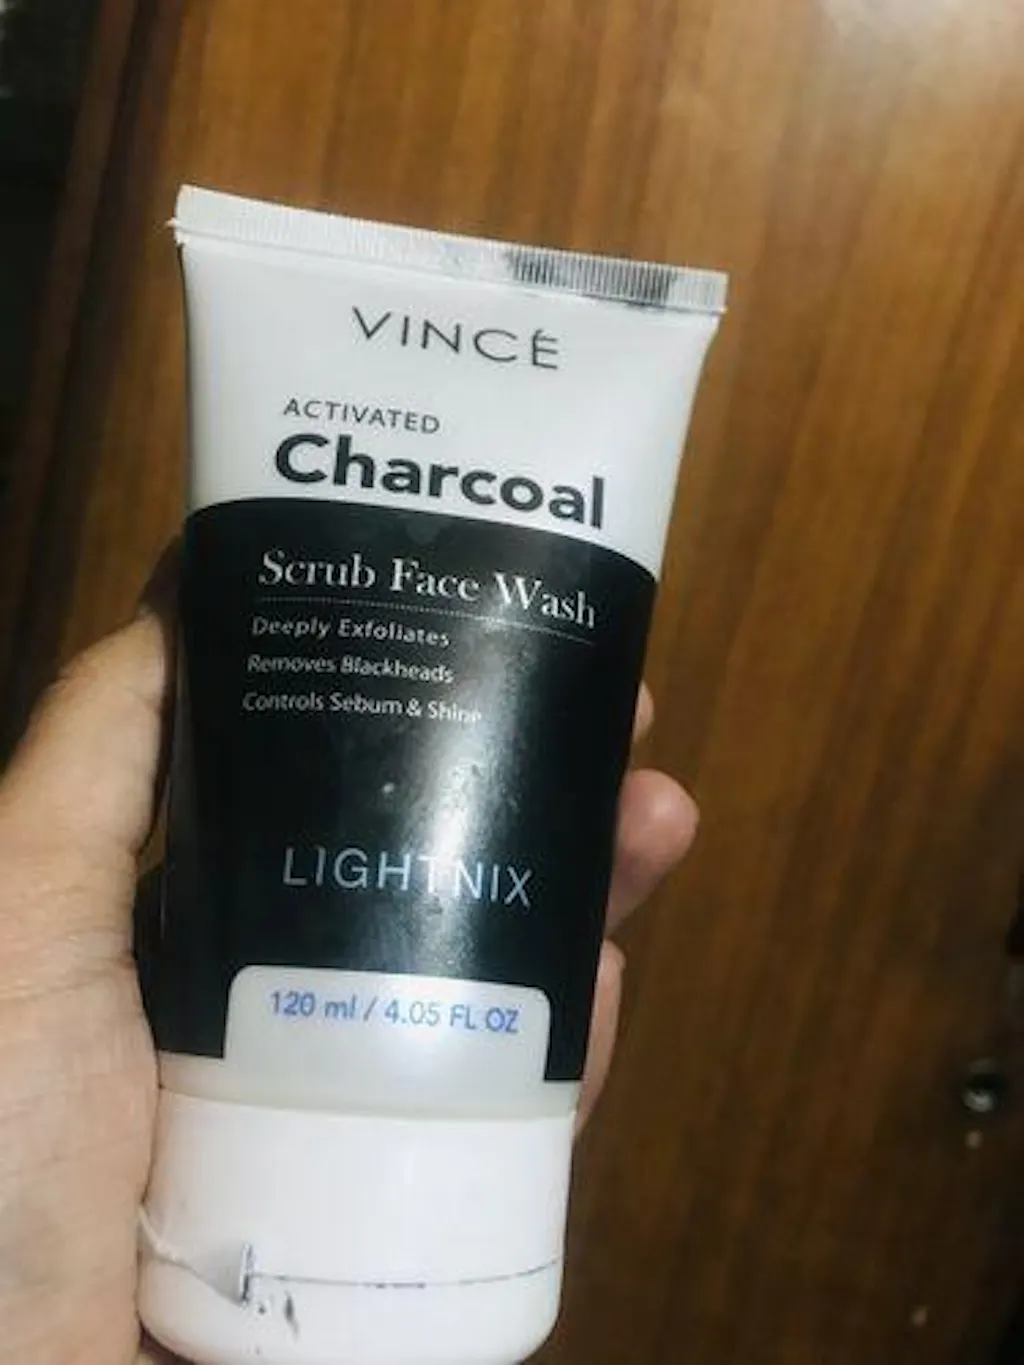 VINCÉ
ACTIVATED
Charcoal
Scrub Face Wash
Deeply Exfoliates
Removes Blackheads
Controls Sebum & Shine
LIGHTNIX
120 ml / 4.05 FL OZ